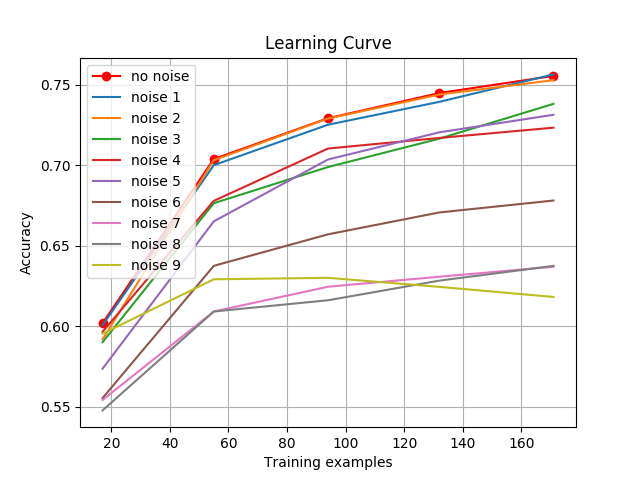 Learning Curve
no noise
noise 1
noise 2
noise 3
noise 4
noise 5
noise 6
noise 7
noise 8
noise 9
0.75
0.70
0.65
0.60
0.55
Accuracy
20 40 60 80 100 120 140 160
Training examples